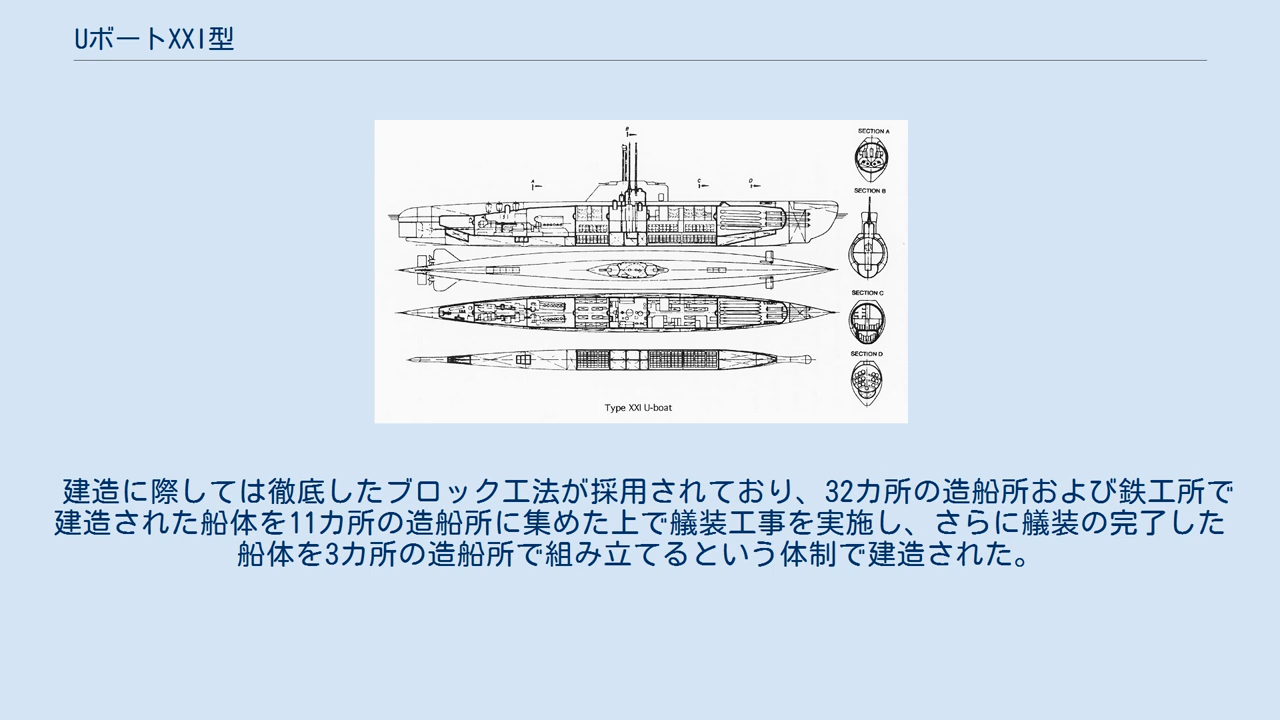 UボートXXI型
B
A
C
D
SECTION A
SECTION B
SECTION C
SECTION D
Type XXI U-boat
建造に際しては徹底したブロック工法が採用されており、32カ所の造船所および鉄工所で
建造された船体を11カ所の造船所に集めた上で艤装工事を実施し、さらに艤装の完了した
船体を3カ所の造船所で組み立てるという体制で建造された。